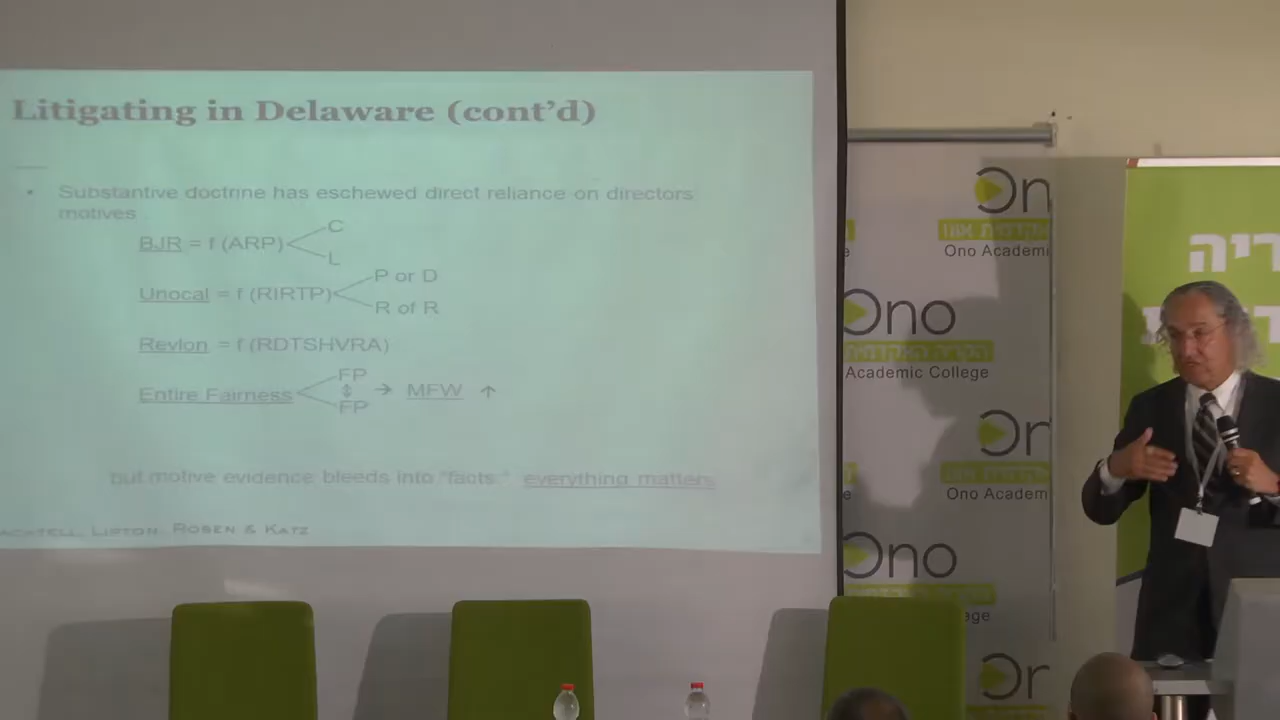 Litigating in Delaware (cont’d)
• Substantive doctrine has eschewed direct reliance on directors
motives
BJR = f (ARP)
C
L
Unocal = f (RIRTP)
P or D
R of R
Revlon = f (RDTSHVRA)
Entire Fairness
FP
↕
FP
→ MFW ↑
but motive evidence bleeds into “facts:” everything matters
LIPTON, ROSEN & KATZ
Ono
Ono Academi
Ono
הקריה האקדמית
Academic College
Ono
Ono Academ
Ono
ege
Ono